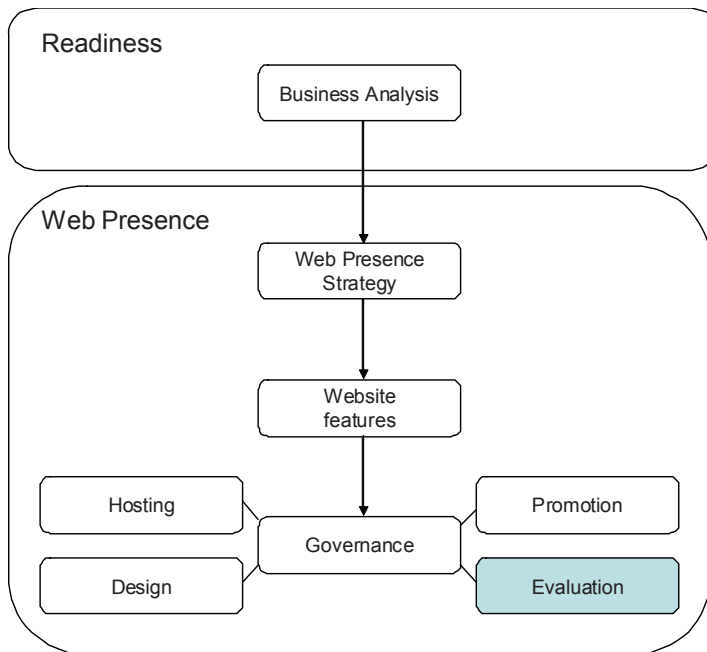 Readiness
Business Analysis
Web Presence
Web Presence
Strategy
Website
features
Hosting
Promotion
Governance
Design
Evaluation